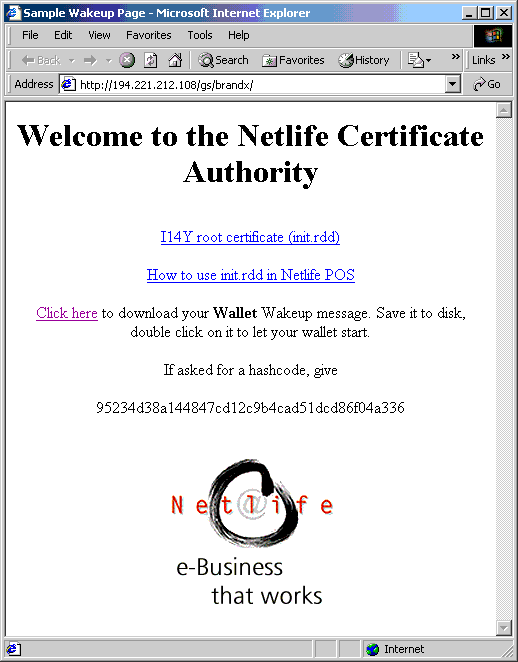 Sample Wakeup Page - Microsoft Internet Explorer
File Edit View Favorites Tools Help
Back Search Favorites History » Links »
Address http://194.221.212.108/gs/brandx/ Go
Welcome to the Netlife Certificate
Authority
I14Y root certificate (init.rdd)
How to use init.rdd in Netlife POS
Click here to download your Wallet Wakeup message. Save it to disk,
double click on it to let your wallet start.
If asked for a hashcode, give
95234d38a144847cd12c9b4cad51dcd86f04a336
Netl@ife
e-Business
that works
Internet